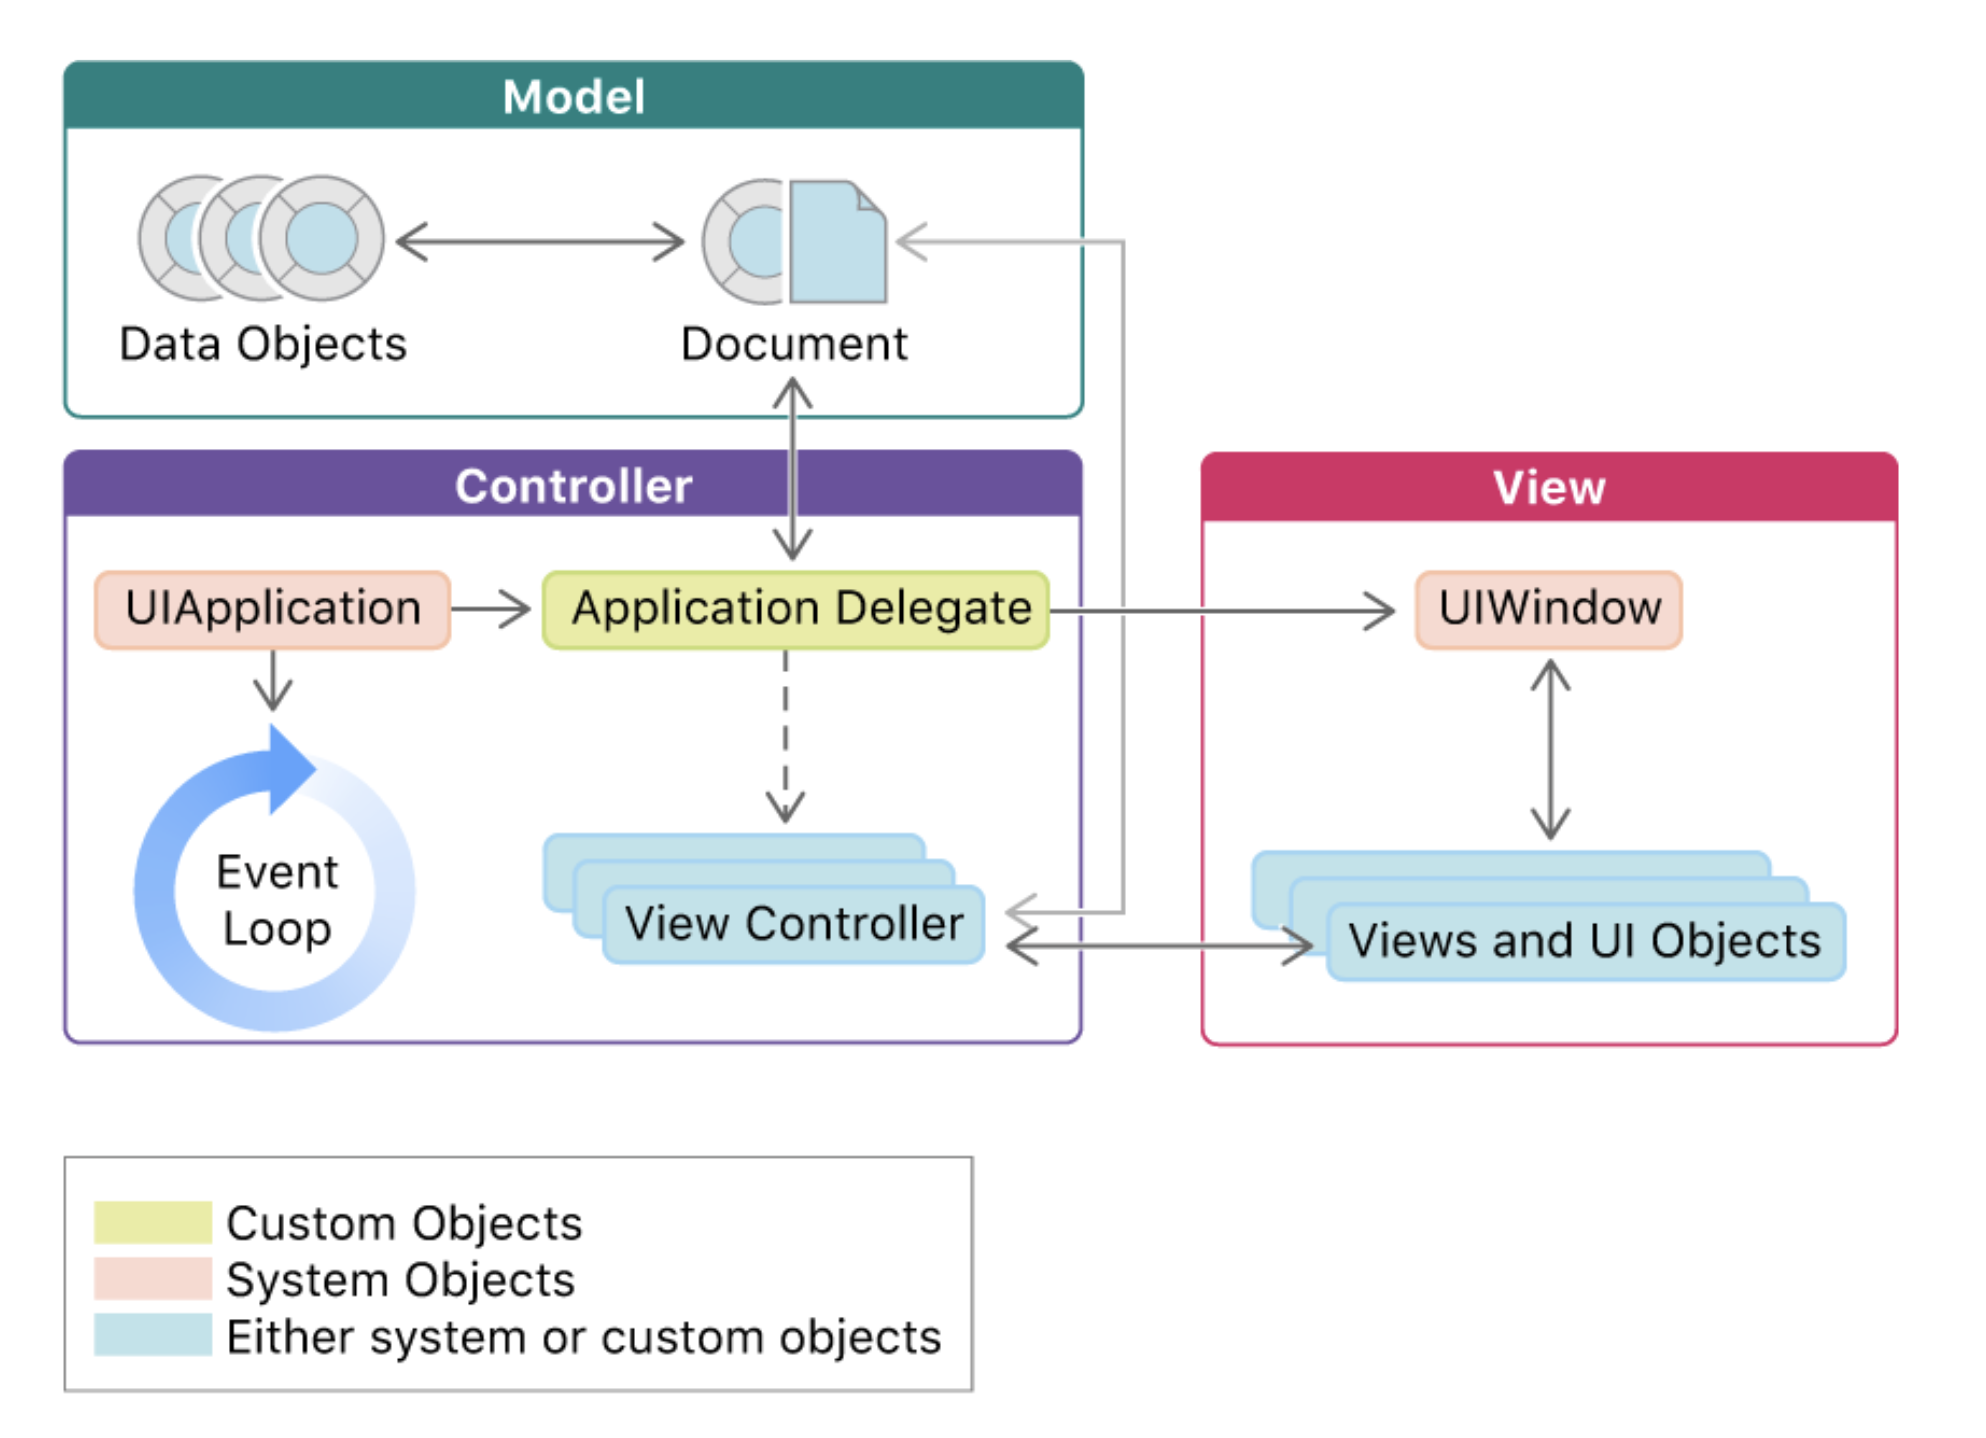 Model
Data Objects
Document
Controller
UIApplication
Application Delegate
Event
Loop
View Controller
View
UIWindow
Views and UI Objects
Custom Objects
System Objects
Either system or custom objects